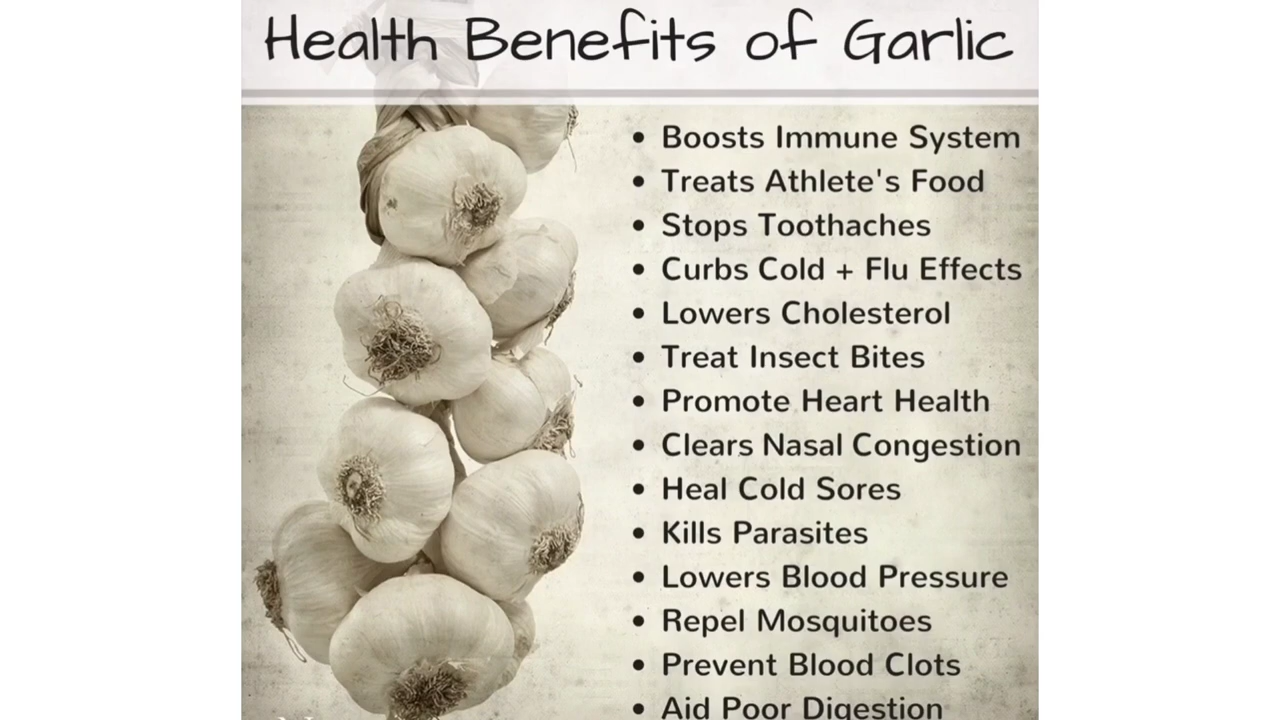 Health Benefits of Garlic
• Boosts Immune System
• Treats Athlete's Food
• Stops Toothaches
• Curbs Cold + Flu Effects
• Lowers Cholesterol
• Treat Insect Bites
• Promote Heart Health
• Clears Nasal Congestion
• Heal Cold Sores
• Kills Parasites
• Lowers Blood Pressure
• Repel Mosquitoes
• Prevent Blood Clots
• Aid Poor Digestion